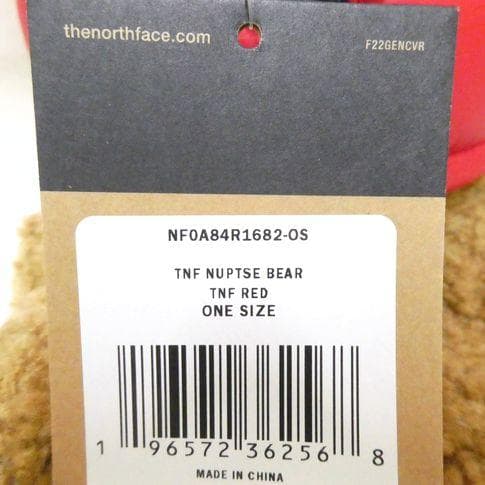 thenorthface.com
F22GENCVR
NF0A84R1682-OS
TNF NUPTSE BEAR
TNF RED
ONE SIZE
1 96572 36256 8
MADE IN CHINA